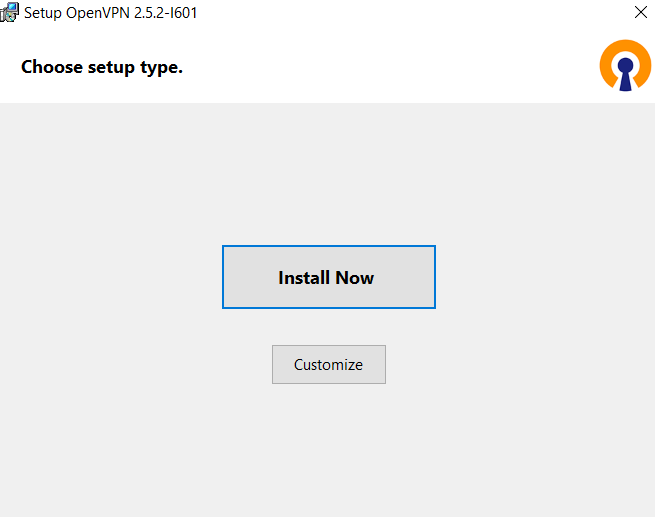 Setup OpenVPN 2.5.2-I601
Choose setup type.
Install Now
Customize